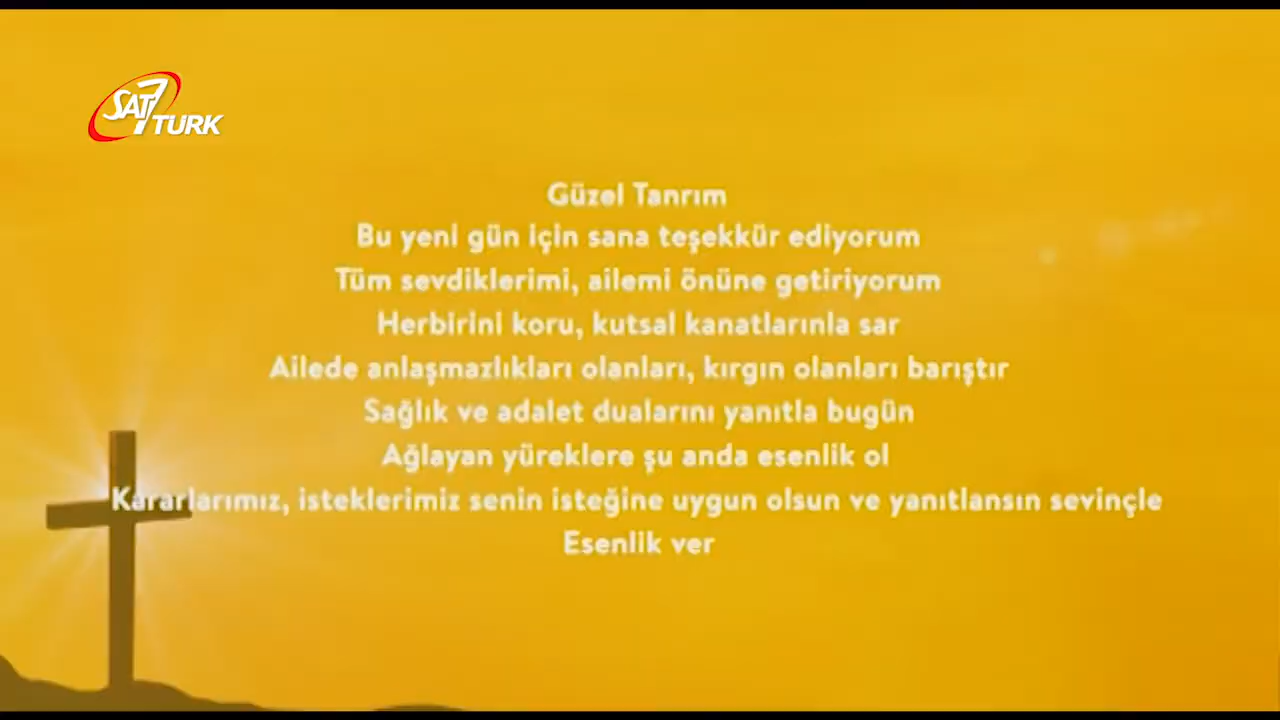 SAT7 TURK
Güzel Tanrım
Bu yeni gün için sana teşekkür ediyorum
Tüm sevdiklerimi, ailemi önüne getiriyorum
Herbirini koru, kutsal kanatlarınla sar
Ailede anlaşmazlıkları olanları, kırgın olanları barıştır
Sağlık ve adalet dualarını yanıtla bugün
Ağlayan yüreklere şu anda esenlik ol
Kararlarımız, isteklerimiz senin isteğine uygun olsun ve yanıtlansın sevinçle
Esenlik ver